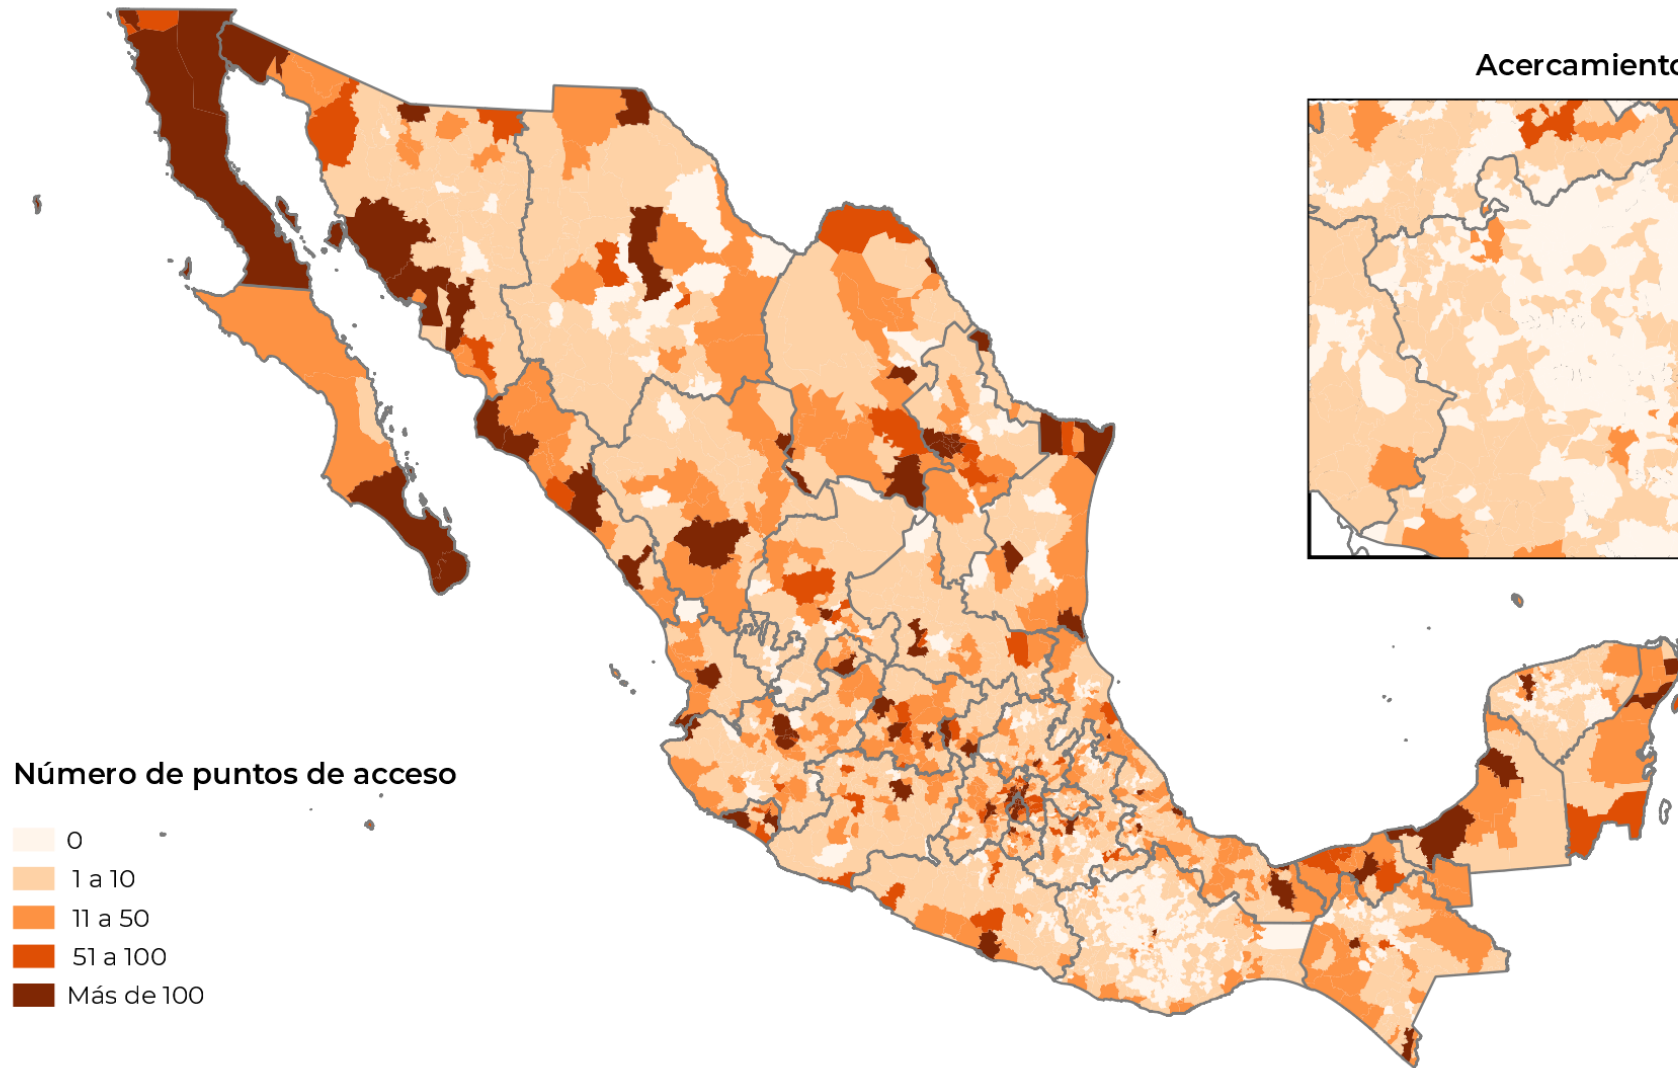 Acercamiento
Número de puntos de acceso
0
1 a 10
11 a 50
51 a 100
Más de 100